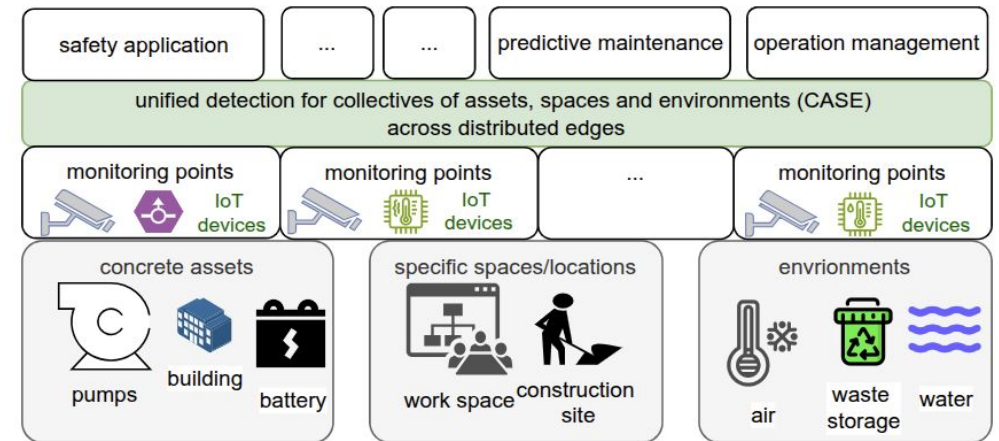 safety application
...
...
predictive maintenance
operation management
unified detection for collectives of assets, spaces and environments (CASE)
across distributed edges
monitoring points
IoT
devices
monitoring points
IoT
devices
...
monitoring points
IoT
devices
concrete assets
C
pumps
building
battery
specific spaces/locations
work space
construction
site
envrionments
air
waste
storage
water